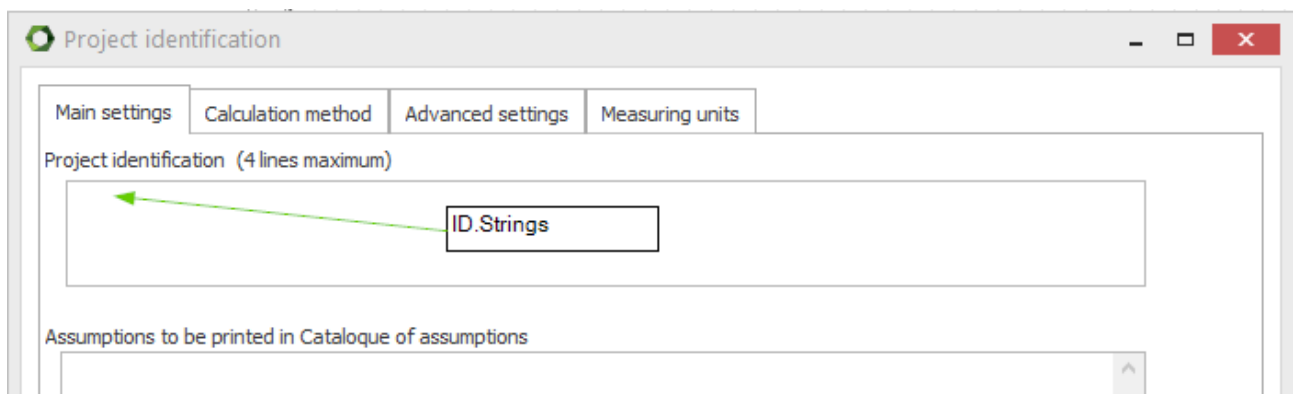 Project identification
Main settings Calculation method Advanced settings Measuring units
Project identification (4 lines maximum)
ID.Strings
Assumptions to be printed in Catalogue of assumptions